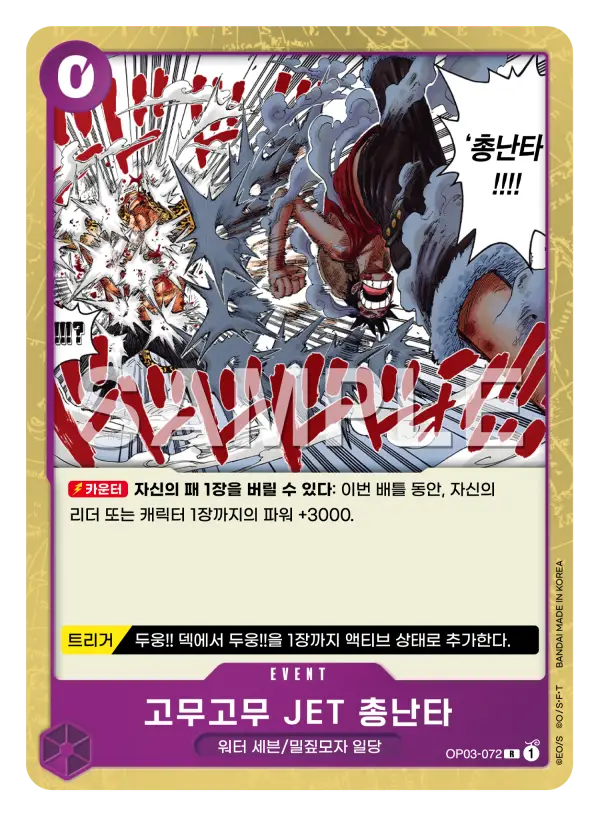 0
'총난타
!!!!
!!!?
SAMPLE
카운터 자신의 패 1장을 버릴 수 있다: 이번 배틀 동안, 자신의
리더 또는 캐릭터 1장까지의 파워 +3000.
트리거 두웅!! 덱에서 두웅!!을 1장까지 액티브 상태로 추가한다.
EVENT
고무고무 JET 총난타
워터 세븐/밀짚모자 일당
OP03-072 R 1
©EO/S ©O/S·F·T BANDAI MADE IN KOREA